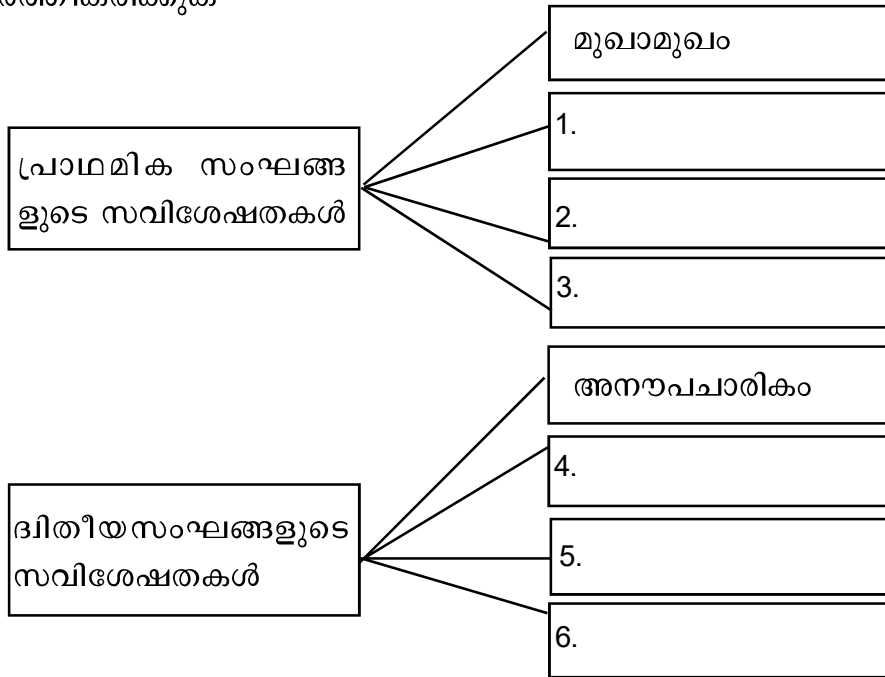 മുഖാമുഖം
1.
പ്രാഥമിക സംഘങ്ങ
ളുടെ സവിശേഷതകൾ
2.
3.
അനൗപചാരികം
4.
ദ്വിതീയസംഘങ്ങളുടെ
സവിശേഷതകൾ
5.
6.